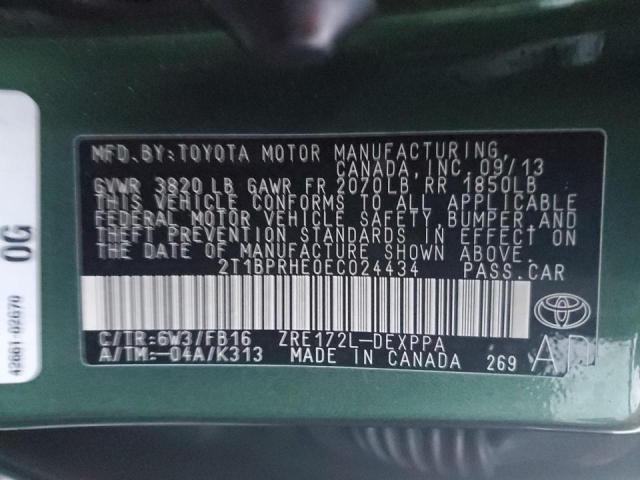 MFD.BY:TOYOTA MOTOR MANUFACTURING,
CANADA, INC. 09/13
GVWR 3820 LB GAWR FR 2070LB, RR 1850LB
THIS VEHICLE CONFORMS TO ALL APPLICABLE
FEDERAL MOTOR VEHICLE SAFETY, BUMPER, AND
THEFT PREVENTION STANDARDS IN EFFECT ON
THE DATE OF MANUFACTURE SHOWN ABOVE.
2T1BPRHE0EC024434 PASS.CAR
C/TR:6W3/FB16 ZRE172L-DEXPPA
A/TM:-04A/K313 MADE IN CANADA 269
0G
42661-02G70